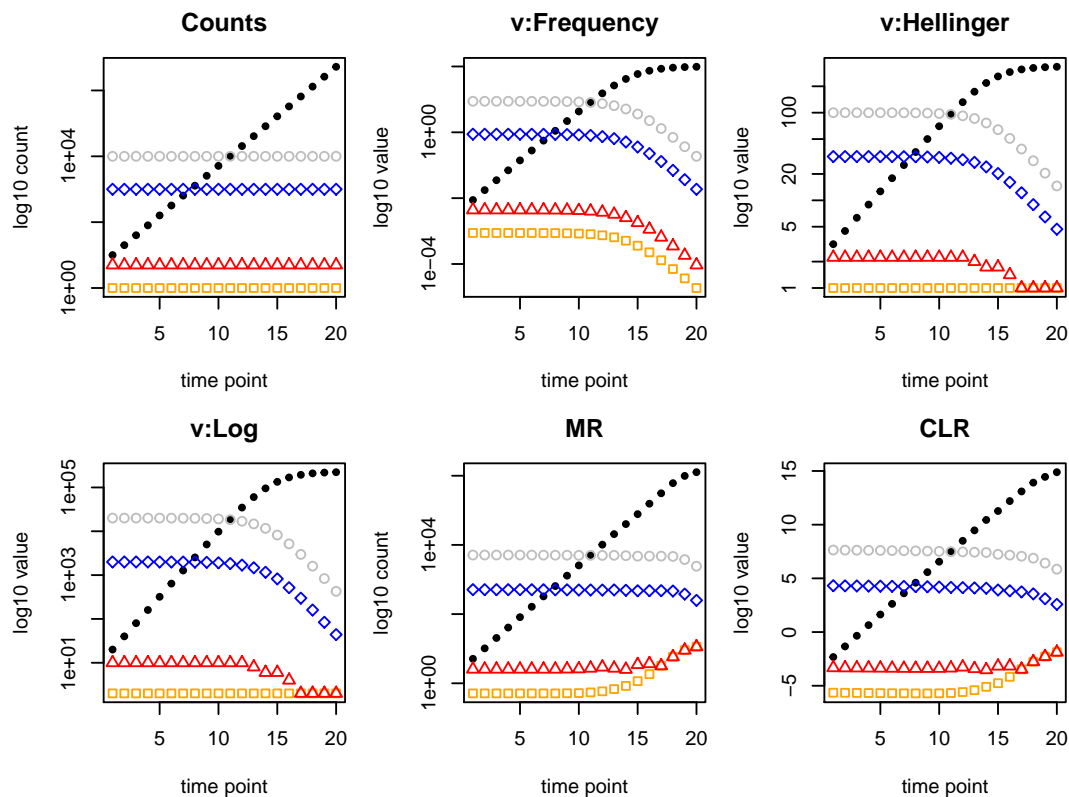 Counts
log10 count
1e+04
1e+00
5 10 15 20
time point
v:Frequency
log10 value
1e+00
1e−04
5 10 15 20
time point
v:Hellinger
log10 value
100
20
5
1
5 10 15 20
time point
v:Log
log10 value
1e+05
1e+03
1e+01
5 10 15 20
time point
MR
log10 count
1e+04
1e+00
5 10 15 20
time point
CLR
log10 value
15
10
5
0
−5
5 10 15 20
time point